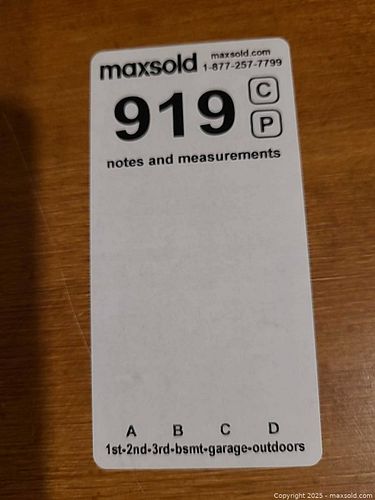 maxsold maxsold.com
1-877-257-7799
919 C
P
notes and measurements
A B C D
1st-2nd-3rd-bsmt-garage-outdoors
Copyright 2025 - maxsold.com